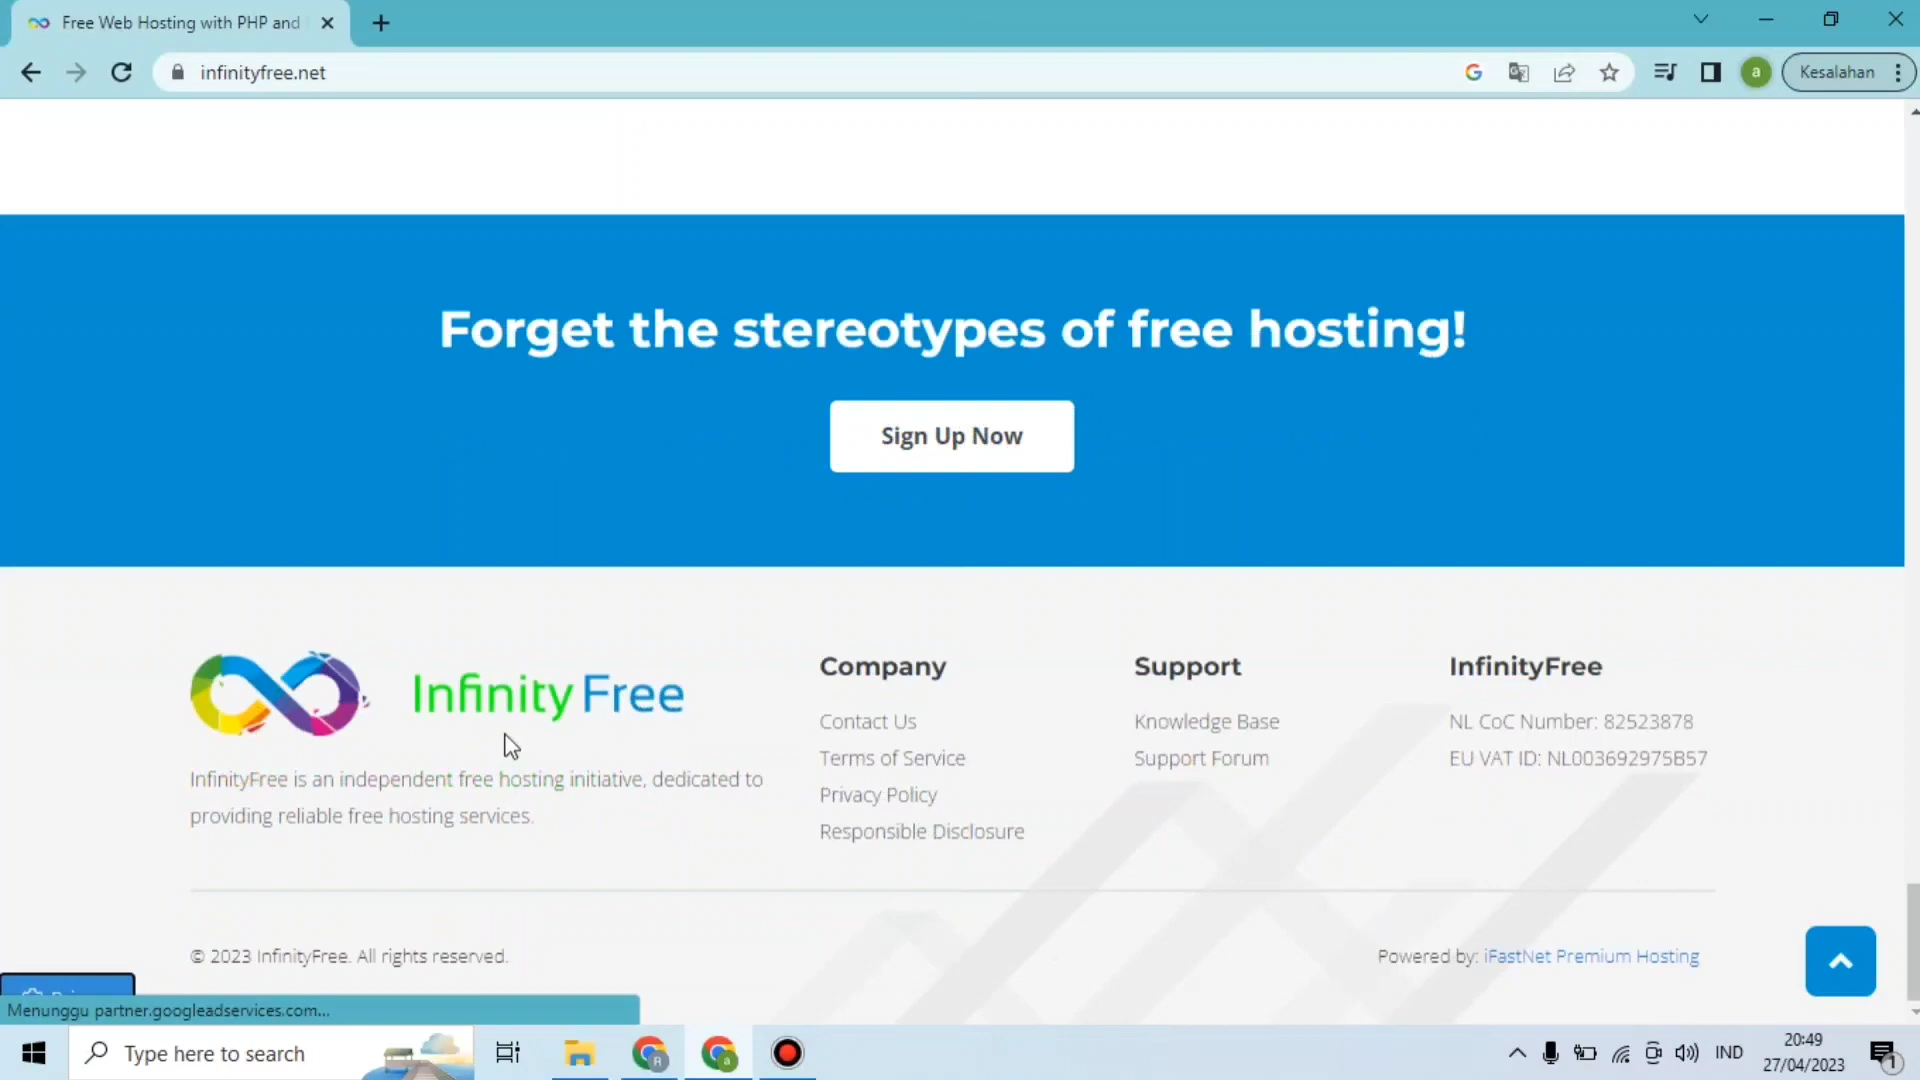 Free Web Hosting with PHP and
infinityfree.net
a
Kesalahan
Forget the stereotypes of free hosting!
Sign Up Now
Infinity Free
InfinityFree is an independent free hosting initiative, dedicated to
providing reliable free hosting services.
Company
Contact Us
Terms of Service
Privacy Policy
Responsible Disclosure
Support
Knowledge Base
Support Forum
InfinityFree
NL CoC Number: 82523878
EU VAT ID: NL003692975B57
© 2023 InfinityFree. All rights reserved.
Powered by: iFastNet Premium Hosting
Menunggu partner.googleadservices.com...
Type here to search
R
a
IND
20:49
27/04/2023
1